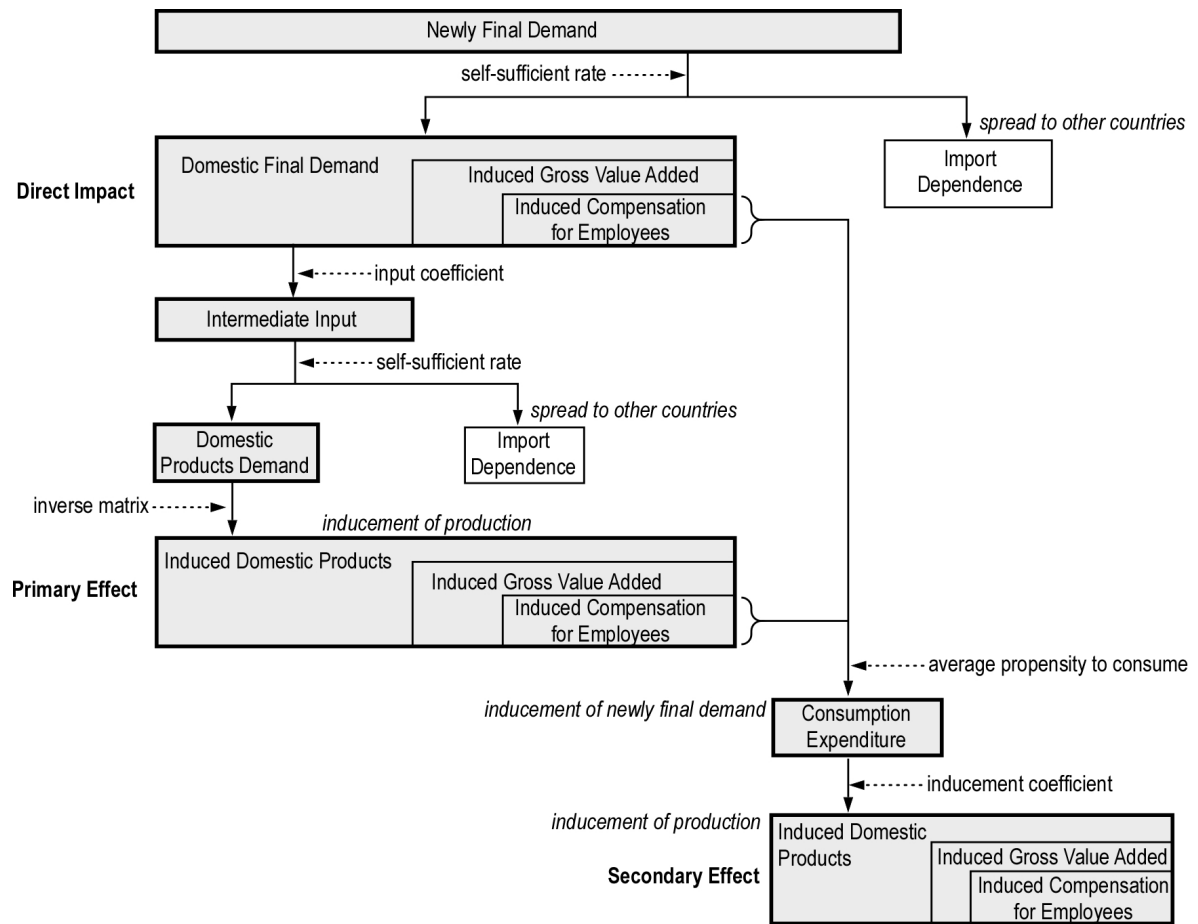 Newly Final Demand
self-sufficient rate
spread to other countries
Import
Dependence
Direct Impact
Domestic Final Demand
Induced Gross Value Added
Induced Compensation
for Employees
input coefficient
Intermediate Input
self-sufficient rate
spread to other countries
Domestic
Products Demand
Import
Dependence
inverse matrix
inducement of production
Primary Effect
Induced Domestic Products
Induced Gross Value Added
Induced Compensation
for Employees
average propensity to consume
inducement of newly final demand
Consumption
Expenditure
inducement coefficient
inducement of production
Secondary Effect
Induced Domestic
Products
Induced Gross Value Added
Induced Compensation
for Employees